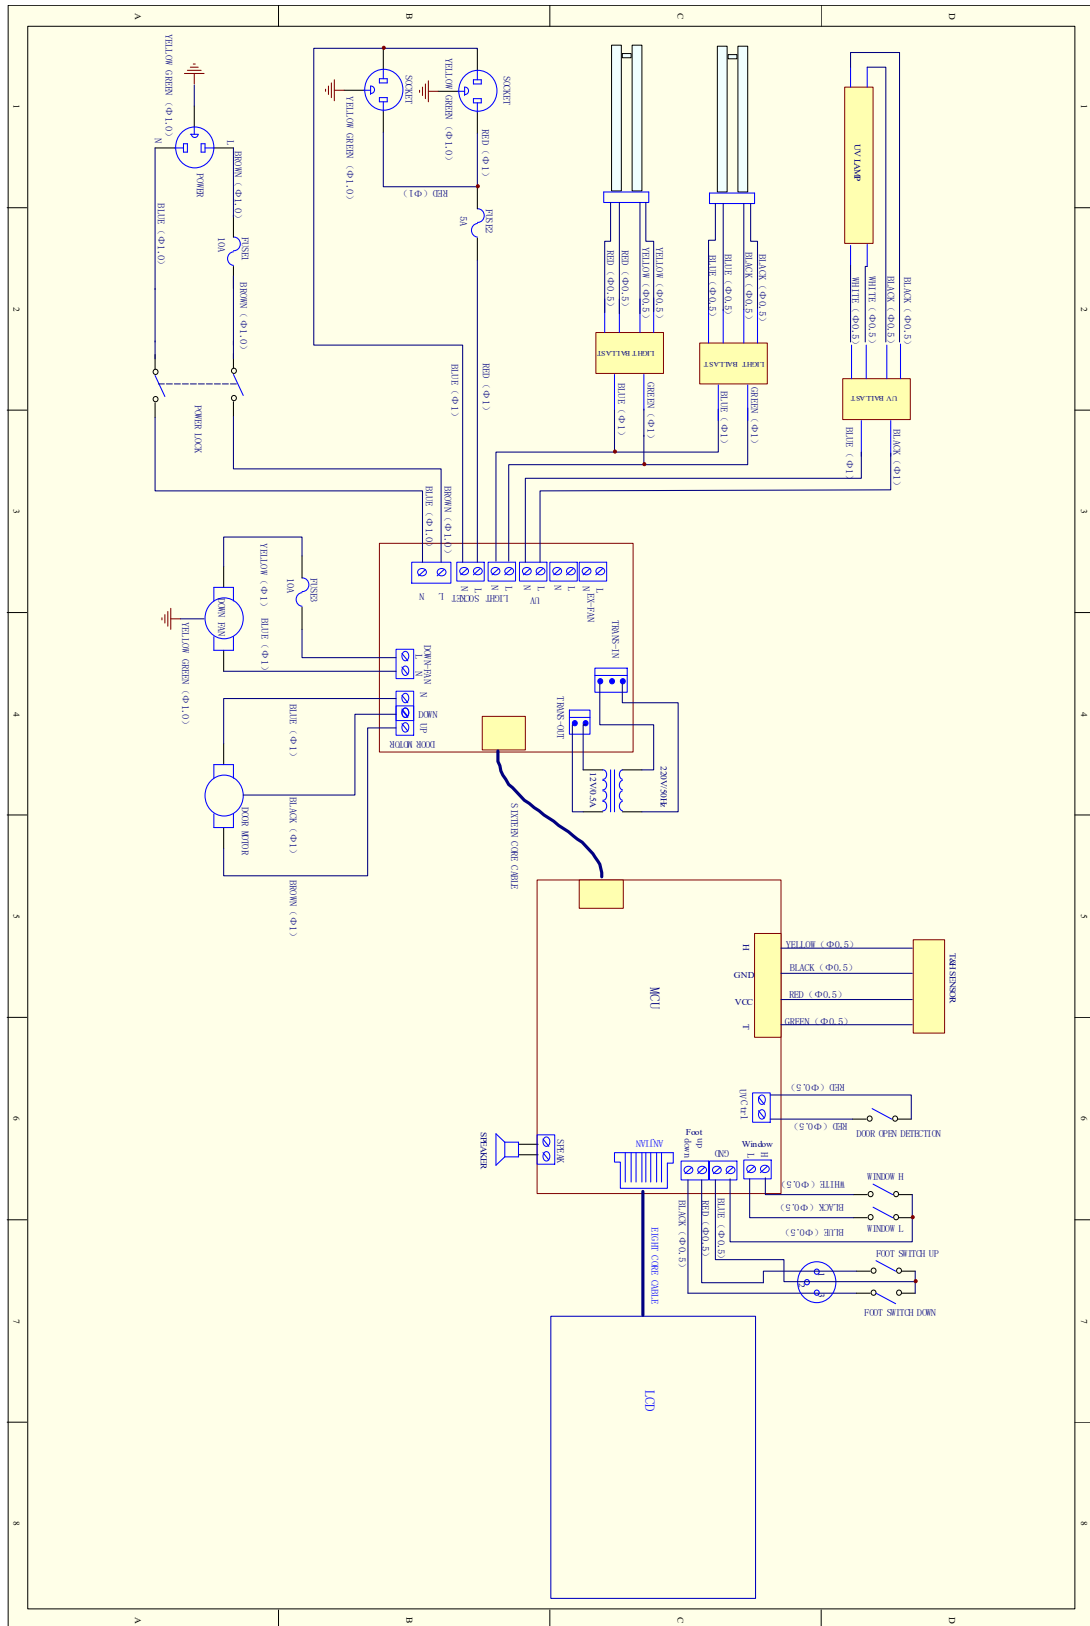 A
B
C
D
1
2
3
4
5
6
7
8
YELLOW GREEN (Φ1.0)
N
L
POWER
BROWN (Φ1.0)
BLUE (Φ1.0)
FUSE1
10A
BROWN (Φ1.0)
POWER LOCK
SOCKET
YELLOW GREEN (Φ1.0)
SOCKET
YELLOW GREEN (Φ1.0)
RED (Φ1)
RED (Φ1)
FUSE2
5A
RED (Φ1)
BLUE (Φ1)
BROWN (Φ1.0)
BLUE (Φ1.0)
RED (Φ0.5)
RED (Φ0.5)
YELLOW (Φ0.5)
YELLOW (Φ0.5)
LIGHT BALLAST
BLUE (Φ1)
GREEN (Φ1)
BLUE (Φ0.5)
BLUE (Φ0.5)
BLACK (Φ0.5)
BLACK (Φ0.5)
LIGHT BALLAST
BLUE (Φ1)
GREEN (Φ1)
UV LAMP
WHITE (Φ0.5)
WHITE (Φ0.5)
BLACK (Φ0.5)
BLACK (Φ0.5)
UV BALLAST
BLUE (Φ1)
BLACK (Φ1)
N
L
N
L
SOCKET
N
L
LIGHT
N
L
UV
N
L
N
L
EX-FAN
FUSE3
10A
YELLOW (Φ1)
BLUE (Φ1)
DOWN FAN
YELLOW GREEN (Φ1.0)
DOWN-FAN
L
N
N
DOWN
UP
DOOR MOTOR
BLUE (Φ1)
BLACK (Φ1)
BROWN (Φ1)
DOOR MOTOR
TRANS-IN
TRANS-OUT
220V/50Hz
12V/0.5A
SIXTEEN CORE CABLE
MCU
H
GND
VCC
T
YELLOW (Φ0.5)
BLACK (Φ0.5)
RED (Φ0.5)
GREEN (Φ0.5)
T&H SENSOR
UVCtrl
RED (Φ0.5)
RED (Φ0.5)
DOOR OPEN DETECTION
SPEAKER
SPEAK
ANJIAN
Foot
down
up
GND
Window
L
H
WHITE (Φ0.5)
BLACK (Φ0.5)
BLUE (Φ0.5)
WINDOW H
WINDOW L
BLACK (Φ0.5)
RED (Φ0.5)
BLUE (Φ0.5)
FOOT SWITCH UP
FOOT SWITCH DOWN
EIGHT CORE CABLE
LCD
A
B
C
D
1
2
3
4
5
6
7
8